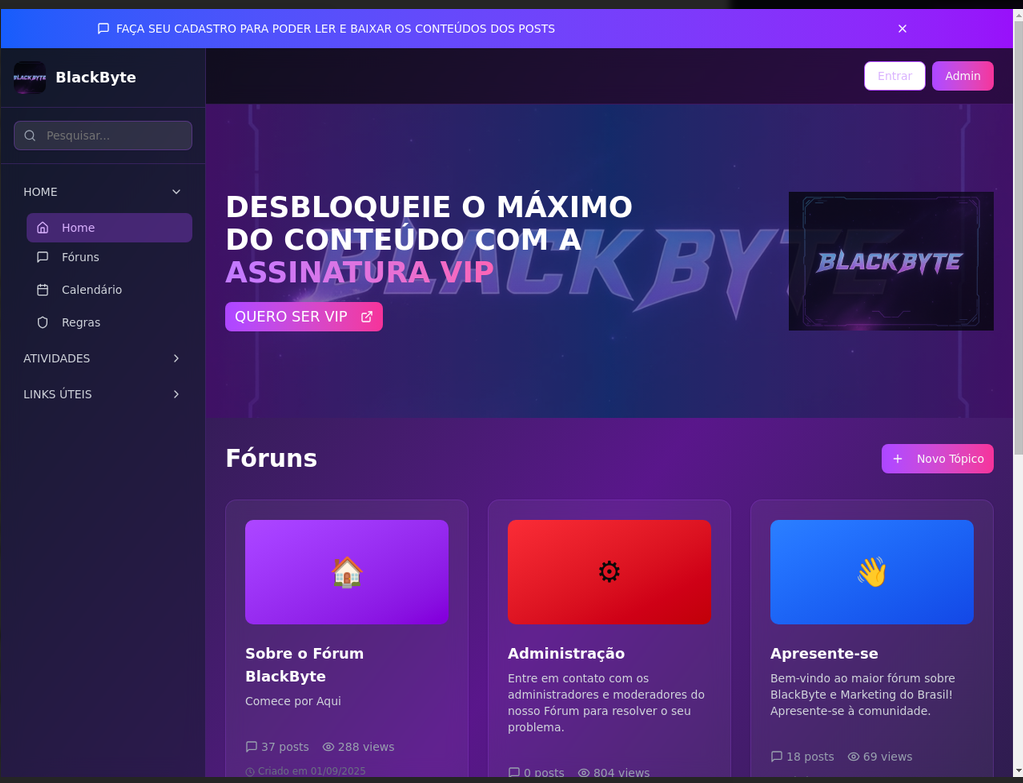 FAÇA SEU CADASTRO PARA PODER LER E BAIXAR OS CONTEÚDOS DOS POSTS
BLACKBYTE
BlackByte
Entrar
Admin
Pesquisar...
HOME
Home
Fóruns
Calendário
Regras
ATIVIDADES
LINKS ÚTEIS
DESBLOQUEIE O MÁXIMO
DO CONTEÚDO COM A
ASSINATURA VIP
QUERO SER VIP
BLACKBYTE
BLACKBYTE
Fóruns
Novo Tópico
Sobre o Fórum
BlackByte
Comece por Aqui
37 posts 288 views
Criado em 01/09/2025
Administração
Entre em contato com os
administradores e moderadores do
nosso Fórum para resolver o seu
problema.
0 posts 804 views
Apresente-se
Bem-vindo ao maior fórum sobre
BlackByte e Marketing do Brasil!
Apresente-se à comunidade.
18 posts 69 views